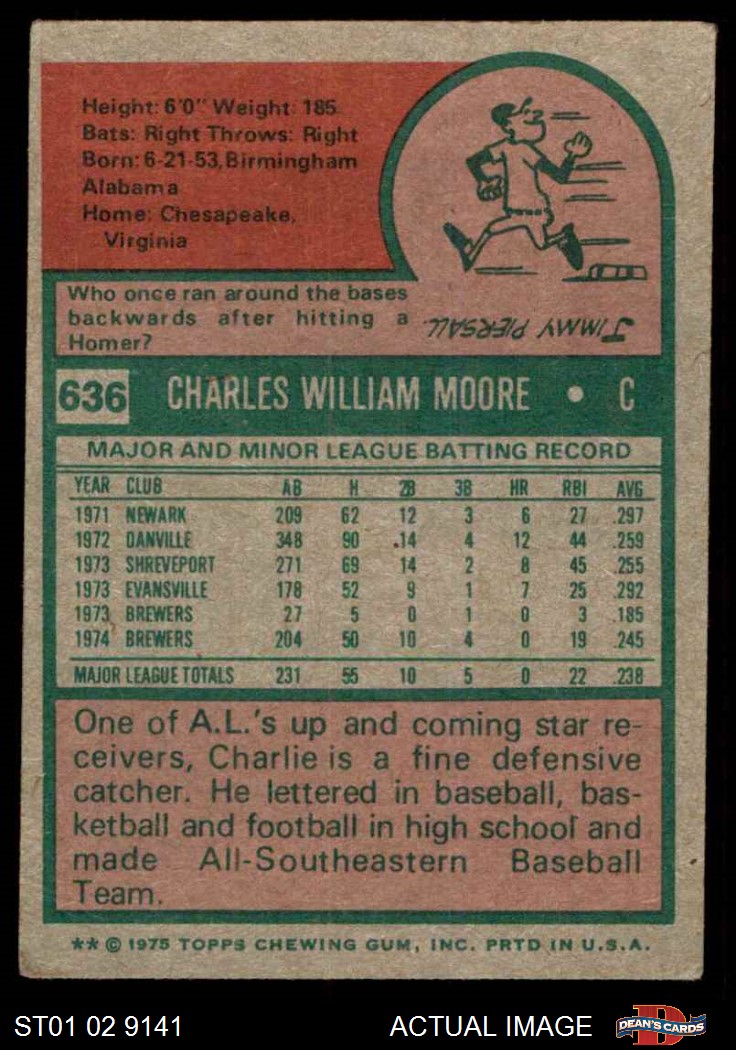 Height: 6'0" Weight: 185
Bats: Right Throws: Right
Born: 6-21-53, Birmingham
Alabama
Home: Chesapeake,
Virginia
Who once ran around the bases
backwards after hitting a
Homer?
JIMMY PIERSALL
636 CHARLES WILLIAM MOORE • C
MAJOR AND MINOR LEAGUE BATTING RECORD
YEAR CLUB AB H 2B 3B HR RBI AVG
1971 NEWARK 209 62 12 3 6 27 .297
1972 DANVILLE 348 90 14 4 12 44 .259
1973 SHREVEPORT 271 69 14 2 8 45 .255
1973 EVANSVILLE 178 52 9 1 7 25 .292
1973 BREWERS 27 5 0 1 0 3 .185
1974 BREWERS 204 50 10 4 0 19 .245
MAJOR LEAGUE TOTALS 231 55 10 5 0 22 .238
One of A.L.'s up and coming star re-
ceivers, Charlie is a fine defensive
catcher. He lettered in baseball, bas-
ketball and football in high school and
made All-Southeastern Baseball
Team.
** © 1975 TOPPS CHEWING GUM, INC. PRTD IN U.S.A.
ST01 02 9141 ACTUAL IMAGE D DEAN'S CARDS